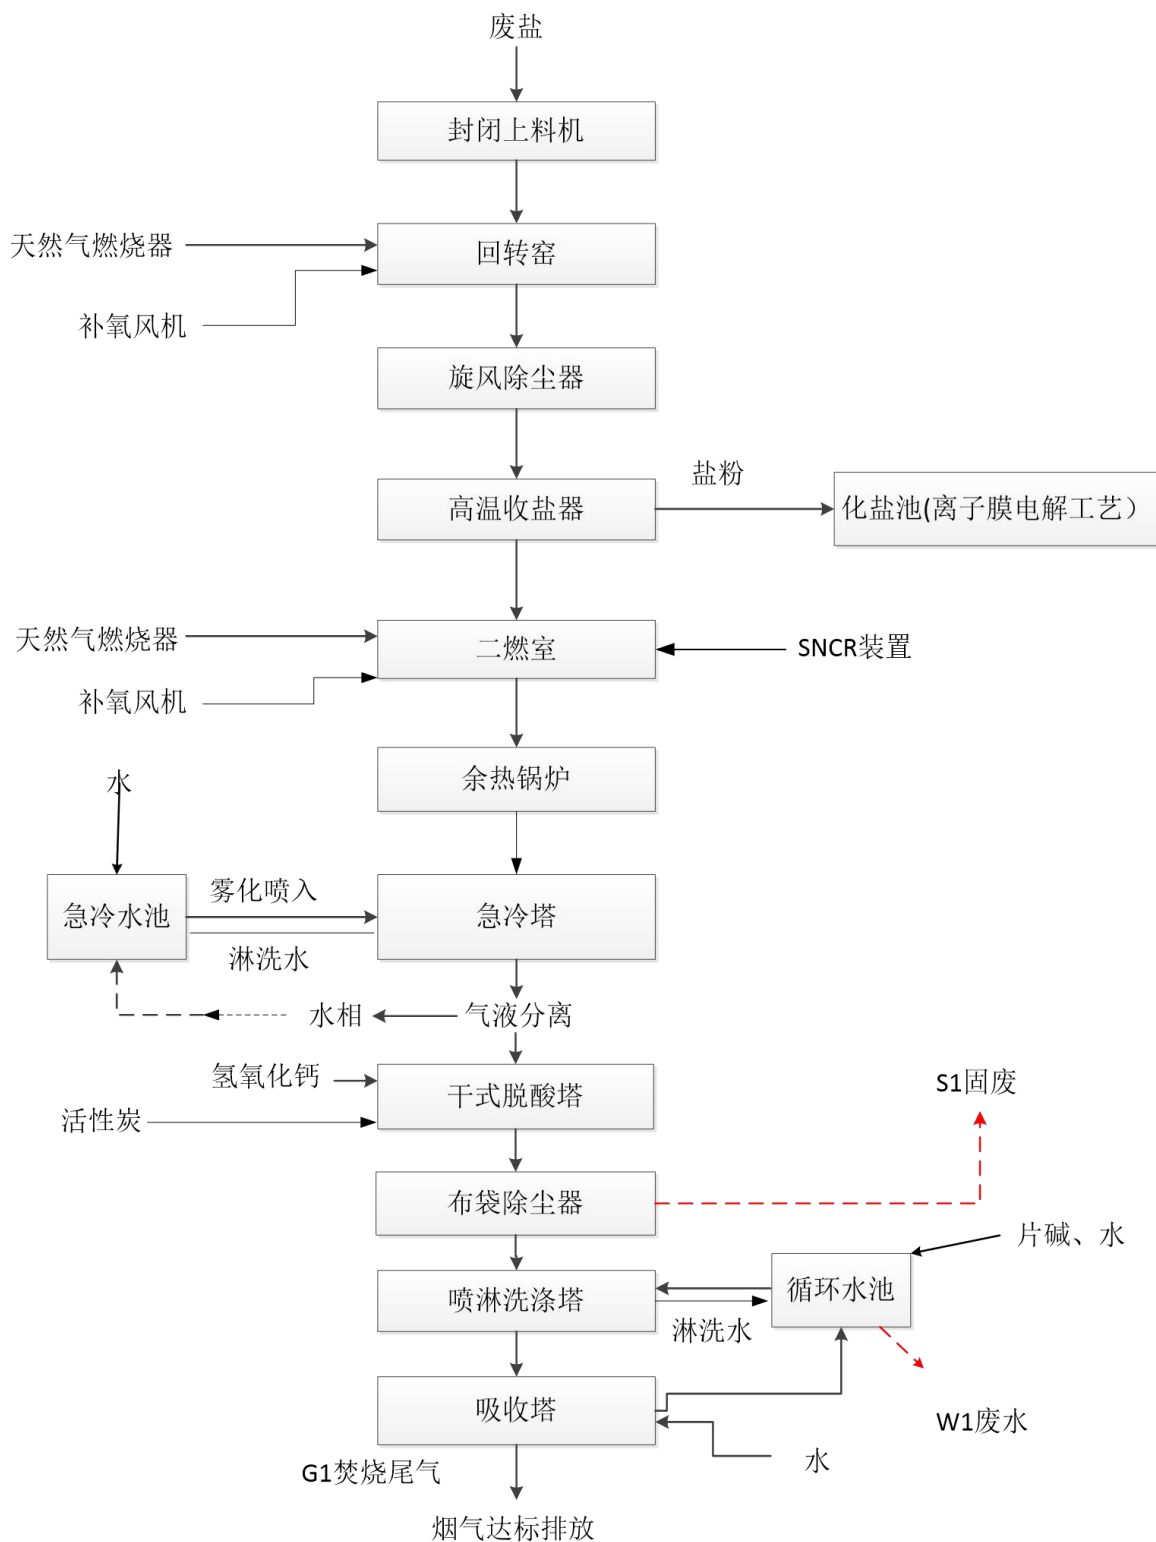 废盐
封闭上料机
天然气燃烧器
回转窑
补氧风机
旋风除尘器
盐粉
高温收盐器
化盐池(离子膜电解工艺）
天然气燃烧器
二燃室
SNCR装置
补氧风机
余热锅炉
水
雾化喷入
急冷水池
急冷塔
淋洗水
水相
气液分离
氢氧化钙
干式脱酸塔
S1固废
活性炭
布袋除尘器
片碱、水
喷淋洗涤塔
循环水池
淋洗水
吸收塔
W1废水
水
G1焚烧尾气
烟气达标排放